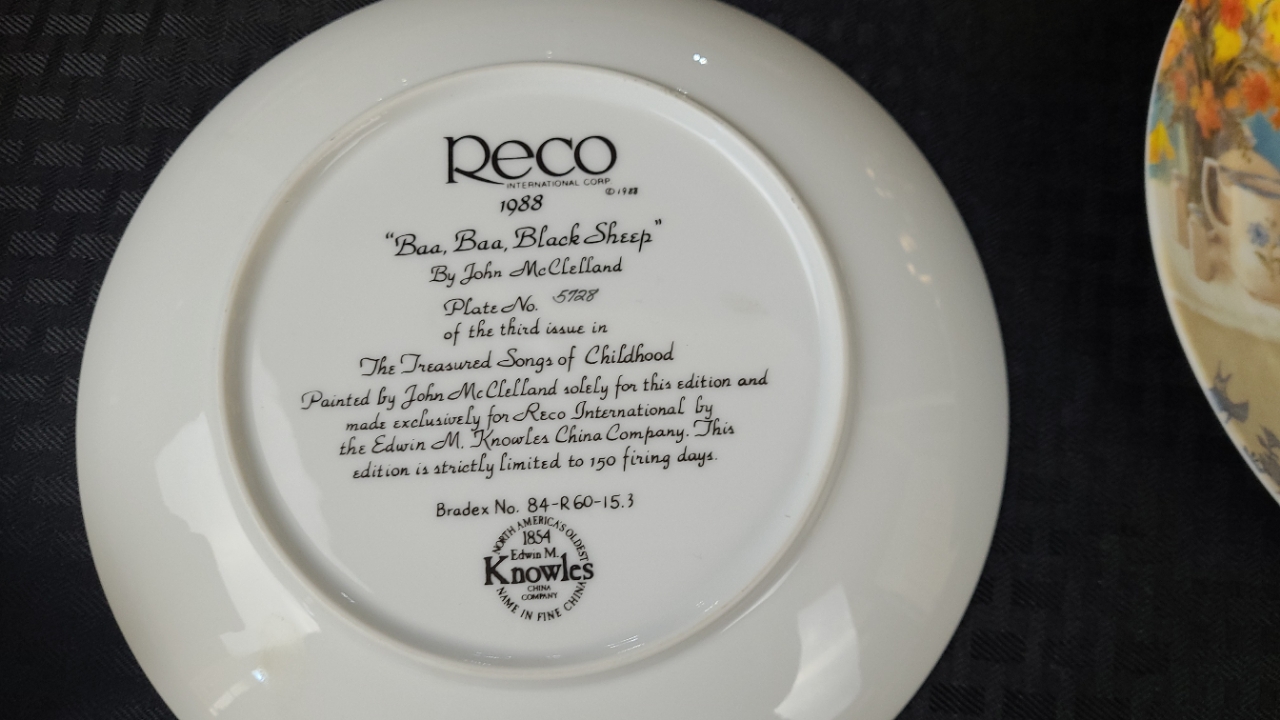 Reco
INTERNATIONAL CORP.
© 1988
1988
"Baa, Baa, Black Sheep"
By John McClelland
Plate No. 5728
of the third issue in
The Treasured Songs of Childhood
Painted by John McClelland solely for this edition and
made exclusively for Reco International by
the Edwin M. Knowles China Company. This
edition is strictly limited to 150 firing days.
Bradex No. 84-R60-15.3
NORTH AMERICA'S OLDEST
1854
Edwin M.
Knowles
CHINA
COMPANY
NAME IN FINE CHINA